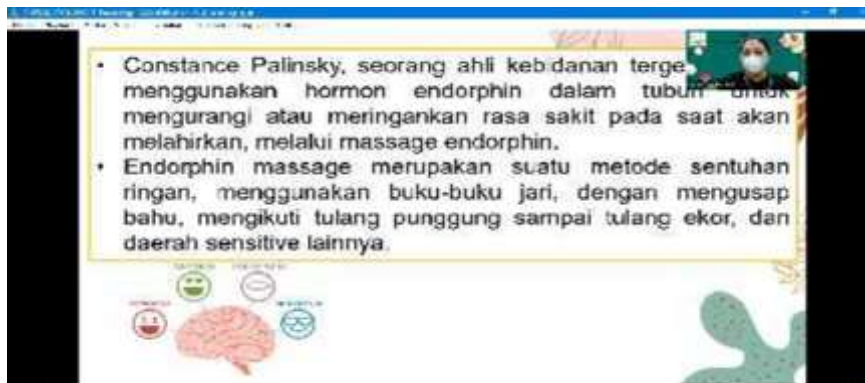 • Constance Palinsky, seorang ahli kebidanan terge
menggunakan hormon endorphin dalam tubuh untuk
mengurangi atau meringankan rasa sakit pada saat akan
melahirkan, melalui massage endorphin.
• Endorphin massage merupakan suatu metode sentuhan
ringan, menggunakan buku-buku jari, dengan mengusap
bahu, mengikuti tulang punggung sampai tulang ekor, dan
daerah sensitive lainnya.